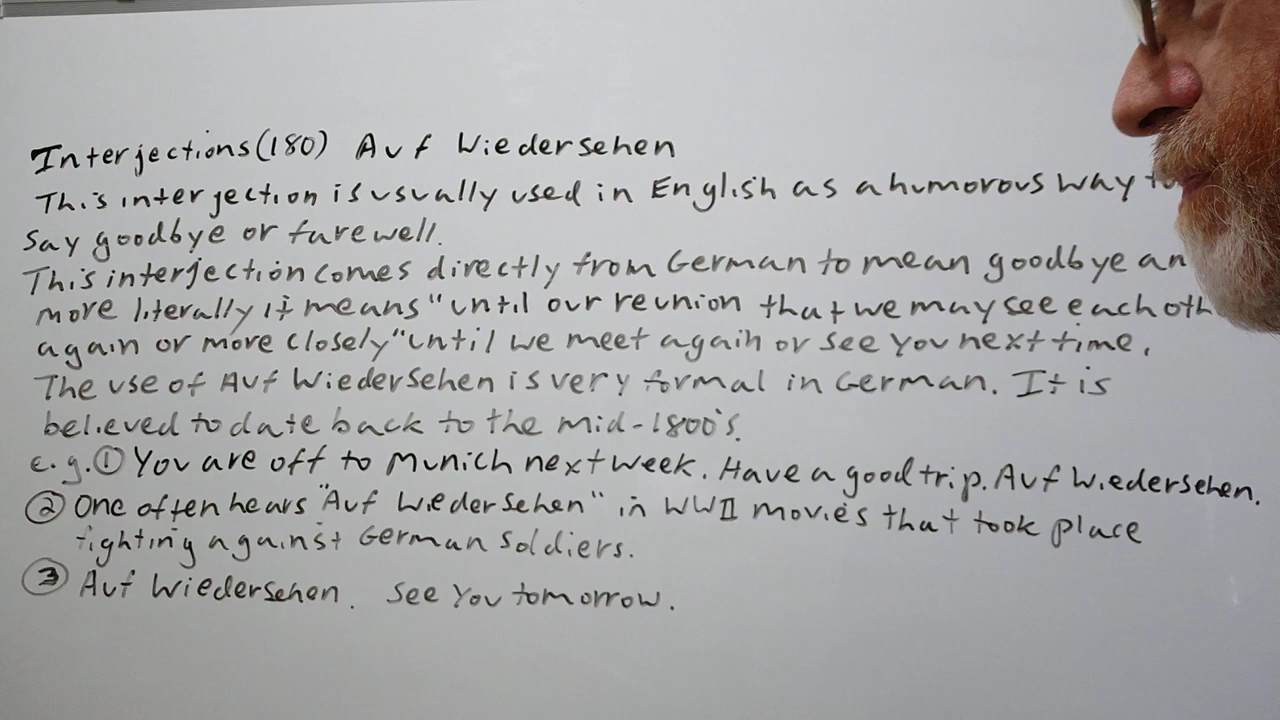 Interjections (180) Auf Wiedersehen
This interjection is usually used in English as a humorous way to
say goodbye or farewell.
This interjection comes directly from German to mean goodbye an
more literally it means "until our reunion that we may see each oth
again or more closely "until we meet again or see you next time.
The use of Auf Wiedersehen is very formal in German. It is
believed to date back to the mid-1800's.
e.g. ① You are off to Munich next week. Have a good trip. Auf Wiedersehen.
② One often hears "Auf Wiedersehen" in WWII movies that took place
fighting against German soldiers.
③ Auf Wiedersehen. See you tomorrow.